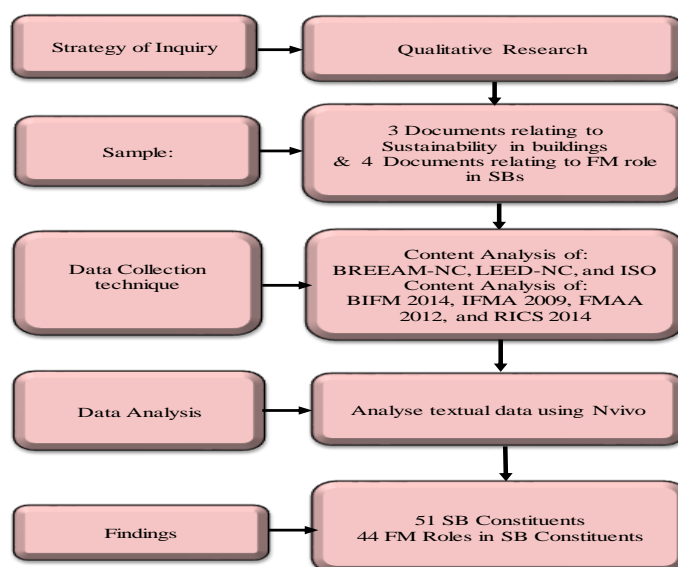 Strategy of Inquiry
Qualitative Research
Sample:
3 Documents relating to
Sustainability in buildings
& 4 Documents relating to FM role
in SBs
Data Collection
technique
Content Analysis of:
BREEAM-NC, LEED-NC, and ISO
Content Analysis of:
BIFM 2014, IFMA 2009, FMAA
2012, and RICS 2014
Data Analysis
Analyse textual data using Nvivo
Findings
51 SB Constituents
44 FM Roles in SB Constituents